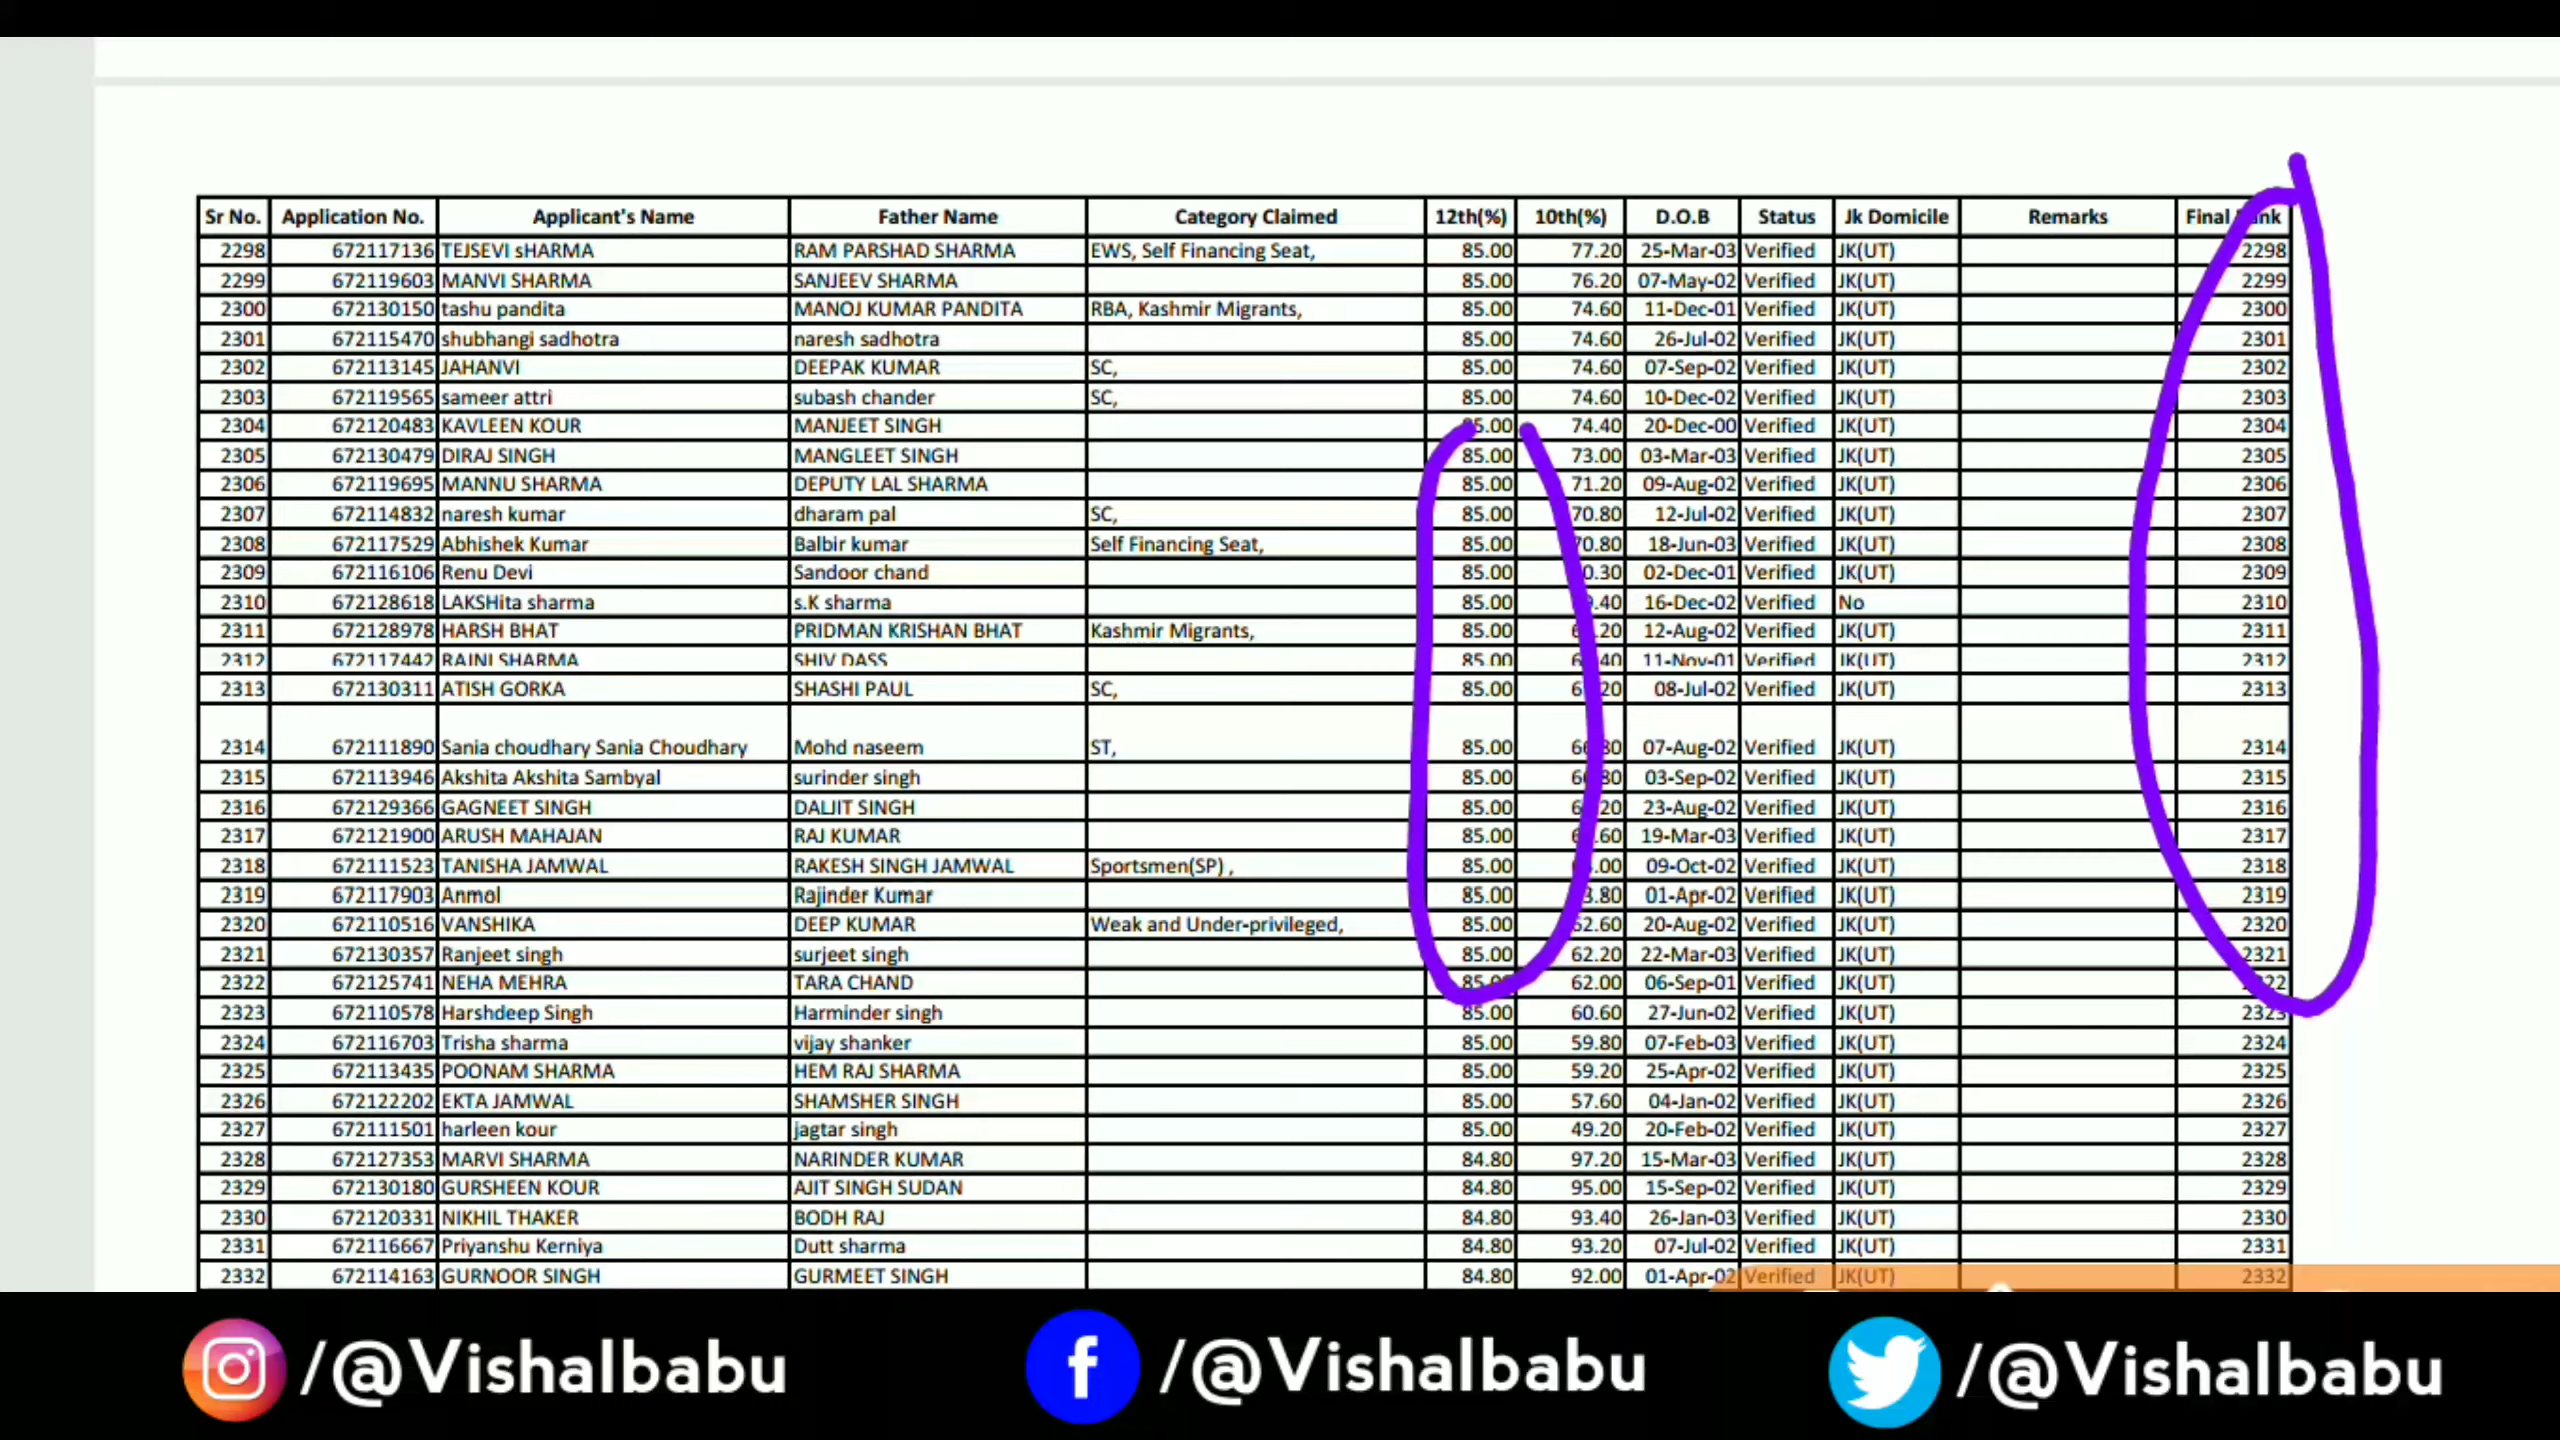 Sr No. Application No. Applicant's Name Father Name Category Claimed 12th(%) 10th(%) D.O.B Status Jk Domicile Remarks Final
2298 672117136 TEJSEVI sHARMA RAM PARSHAD SHARMA EWS, Self Financing Seat, 85.00 77.20 25-Mar-03 Verified JK(UT) 2298
2299 672119603 MANVI SHARMA SANJEEV SHARMA 85.00 76.20 07-May-02 Verified JK(UT) 2299
2300 672130150 tashu pandita MANOJ KUMAR PANDITA RBA, Kashmir Migrants, 85.00 74.60 11-Dec-01 Verified JK(UT) 2300
2301 672115470 shubhangi sadhotra naresh sadhotra 85.00 74.60 26-Jul-02 Verified JK(UT) 2301
2302 672113145 JAHANVI DEEPAK KUMAR SC, 85.00 74.60 07-Sep-02 Verified JK(UT) 2302
2303 672119565 sameer attri subash chander SC, 85.00 74.60 10-Dec-02 Verified JK(UT) 2303
2304 672120483 KAVLEEN KOUR MANJEET SINGH 74.40 20-Dec-00 Verified JK(UT) 2304
2305 672130479 DIRAJ SINGH MANGLEET SINGH 85.00 73.00 03-Mar-03 Verified JK(UT) 2305
2306 672119695 MANNU SHARMA DEPUTY LAL SHARMA 85.00 71.20 09-Aug-02 Verified JK(UT) 2306
2307 672114832 naresh kumar dharam pal SC, 85.00 70.80 12-Jul-02 Verified JK(UT) 2307
2308 672117529 Abhishek Kumar Balbir kumar Self Financing Seat, 85.00 18-Jun-03 Verified JK(UT) 2308
2309 672116106 Renu Devi Sandoor chand 85.00 02-Dec-01 Verified JK(UT) 2309
2310 672128618 LAKSHita sharma s.K sharma 85.00 16-Dec-02 Verified No 2310
2311 672128978 HARSH BHAT PRIDMAN KRISHAN BHAT Kashmir Migrants, 85.00 12-Aug-02 Verified JK(UT) 2311
2312 672117442 RAJNI SHARMA SHIV DASS 85.00 11-Nov-01 Verified JK(UT) 2312
2313 672130311 ATISH GORKA SHASHI PAUL SC, 85.00 08-Jul-02 Verified JK(UT) 2313
2314 672111890 Sania choudhary Sania Choudhary Mohd naseem ST, 85.00 07-Aug-02 Verified JK(UT) 2314
2315 672113946 Akshita Akshita Sambyal surinder singh 85.00 03-Sep-02 Verified JK(UT) 2315
2316 672129366 GAGNEET SINGH DALJIT SINGH 85.00 23-Aug-02 Verified JK(UT) 2316
2317 672121900 ARUSH MAHAJAN RAJ KUMAR 85.00 19-Mar-03 Verified JK(UT) 2317
2318 672111523 TANISHA JAMWAL RAKESH SINGH JAMWAL Sportsmen(SP) , 85.00 09-Oct-02 Verified JK(UT) 2318
2319 672117903 Anmol Rajinder Kumar 85.00 01-Apr-02 Verified JK(UT) 2319
2320 672110516 VANSHIKA DEEP KUMAR Weak and Under-privileged, 85.00 62.60 20-Aug-02 Verified JK(UT) 2320
2321 672130357 Ranjeet singh surjeet singh 85.00 62.20 22-Mar-03 Verified JK(UT) 2321
2322 672125741 NEHA MEHRA TARA CHAND 62.00 06-Sep-01 Verified JK(UT)
2323 672110578 Harshdeep Singh Harminder singh 85.00 60.60 27-Jun-02 Verified JK(UT) 2323
2324 672116703 Trisha sharma vijay shanker 85.00 59.80 07-Feb-03 Verified JK(UT) 2324
2325 672113435 POONAM SHARMA HEM RAJ SHARMA 85.00 59.20 25-Apr-02 Verified JK(UT) 2325
2326 672122202 EKTA JAMWAL SHAMSHER SINGH 85.00 57.60 04-Jan-02 Verified JK(UT) 2326
2327 672111501 harleen kour jagtar singh 85.00 49.20 20-Feb-02 Verified JK(UT) 2327
2328 672127353 MARVI SHARMA NARINDER KUMAR 84.80 97.20 15-Mar-03 Verified JK(UT) 2328
2329 672130180 GURSHEEN KOUR AJIT SINGH SUDAN 84.80 95.00 15-Sep-02 Verified JK(UT) 2329
2330 672120331 NIKHIL THAKER BODH RAJ 84.80 93.40 26-Jan-03 Verified JK(UT) 2330
2331 672116667 Priyanshu Kerniya Dutt sharma 84.80 93.20 07-Jul-02 Verified JK(UT) 2331
2332 672114163 GURNOOR SINGH GURMEET SINGH 84.80 92.00 01-Apr-02 Verified JK(UT) 2332
/@Vishalbabu /@Vishalbabu /@Vishalbabu